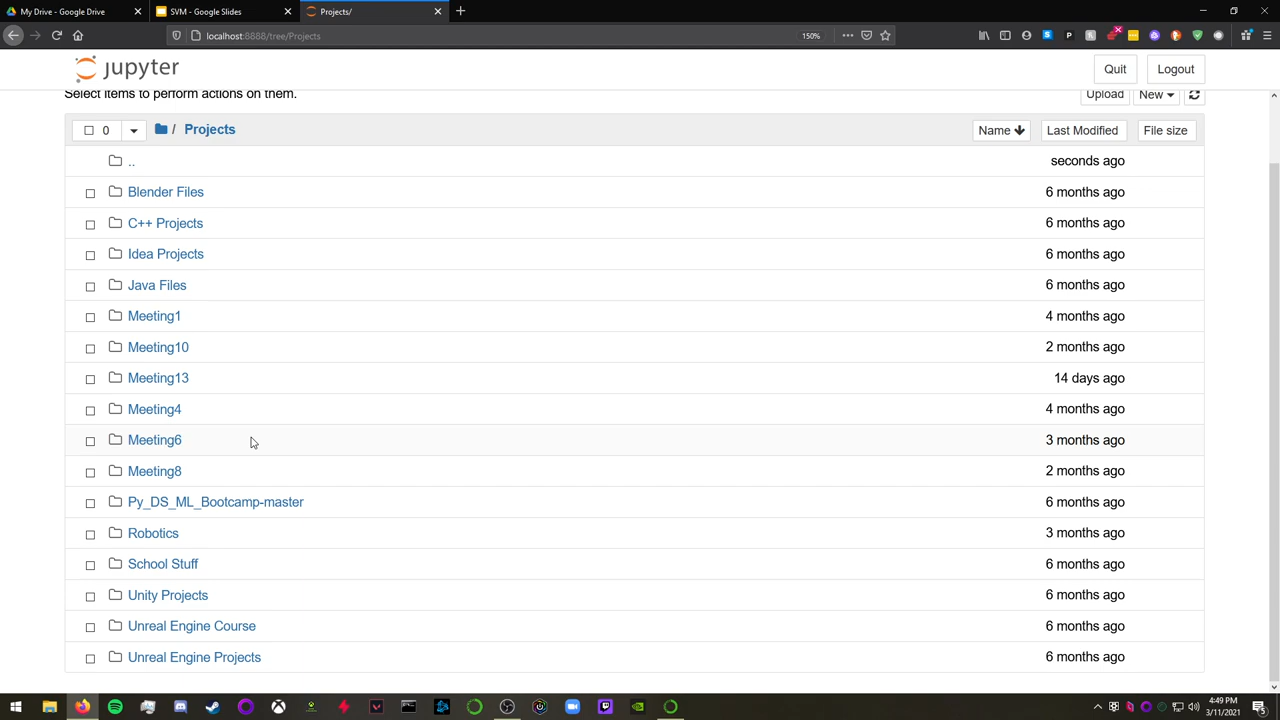 My Drive - Google Drive
SVM - Google Slides
Projects/
localhost:8888/tree/Projects
150%
jupyter
Quit
Logout
Select items to perform actions on them.
Upload
New
0
/
Projects
Name
Last Modified
File size
..
seconds ago
Blender Files
6 months ago
C++ Projects
6 months ago
Idea Projects
6 months ago
Java Files
6 months ago
Meeting1
4 months ago
Meeting10
2 months ago
Meeting13
14 days ago
Meeting4
4 months ago
Meeting6
3 months ago
Meeting8
2 months ago
Py_DS_ML_Bootcamp-master
6 months ago
Robotics
3 months ago
School Stuff
6 months ago
Unity Projects
6 months ago
Unreal Engine Course
6 months ago
Unreal Engine Projects
6 months ago
4:49 PM
3/11/2021